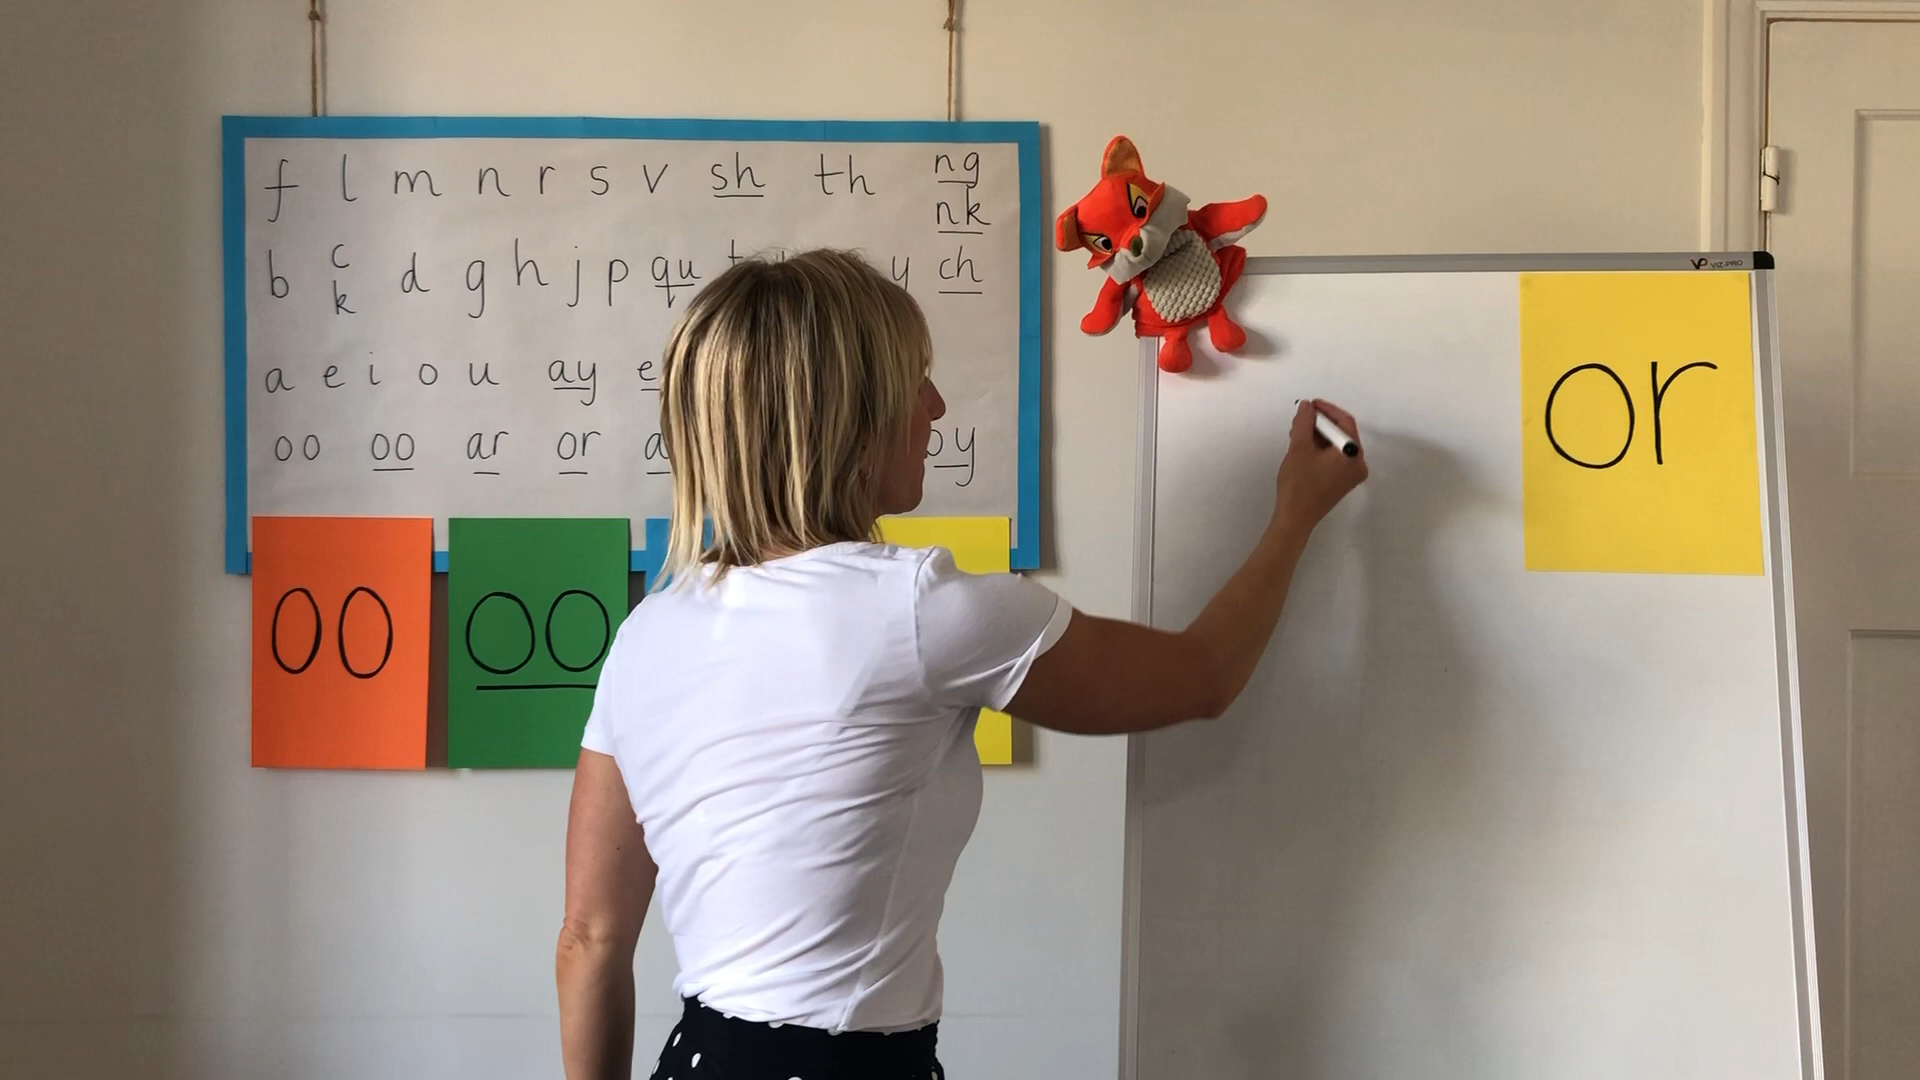 f l m n r s v sh th ng
nk
b c d g h j p qu t y ch
k
a e i o u ay e
oo oo ar or a oy
oo
oo
VIZ-PRO
or